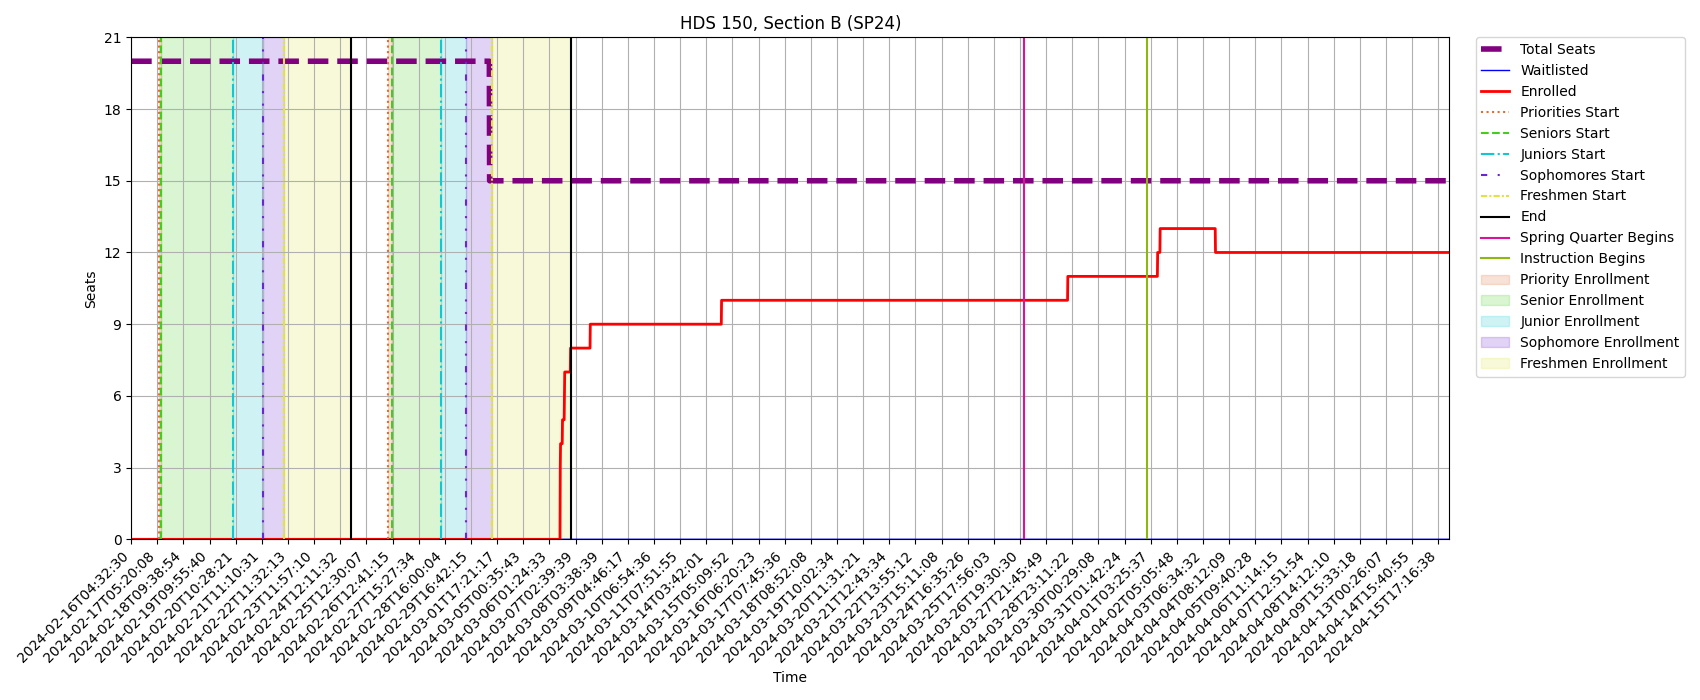 HDS 150, Section B (SP24)
21
18
15
12
9
6
3
0
Seats
2024-02-16T04:32:30
2024-02-17T05:20:08
2024-02-18T09:38:54
2024-02-19T09:55:40
2024-02-20T10:28:21
2024-02-21T11:10:31
2024-02-22T11:32:13
2024-02-23T11:57:10
2024-02-24T12:11:32
2024-02-25T12:30:07
2024-02-26T12:41:15
2024-02-27T15:27:34
2024-02-28T16:00:04
2024-02-29T16:42:15
2024-03-01T17:21:17
2024-03-05T00:35:43
2024-03-06T01:24:33
2024-03-07T02:39:39
2024-03-08T03:38:39
2024-03-09T04:46:17
2024-03-10T06:54:36
2024-03-11T07:51:55
2024-03-14T03:42:01
2024-03-15T05:09:52
2024-03-16T06:20:23
2024-03-17T07:45:36
2024-03-18T08:52:08
2024-03-19T10:02:34
2024-03-20T11:31:21
2024-03-21T12:43:34
2024-03-22T13:55:12
2024-03-23T15:11:08
2024-03-24T16:35:26
2024-03-25T17:56:03
2024-03-26T19:30:30
2024-03-27T21:45:49
2024-03-28T23:11:22
2024-03-30T00:29:08
2024-03-31T01:42:24
2024-04-01T03:25:37
2024-04-02T05:05:48
2024-04-03T06:34:32
2024-04-04T08:12:09
2024-04-05T09:40:28
2024-04-06T11:14:15
2024-04-07T12:51:54
2024-04-08T14:12:10
2024-04-09T15:33:18
2024-04-13T00:26:07
2024-04-14T15:40:55
2024-04-15T17:16:38
Time
Total Seats
Waitlisted
Enrolled
Priorities Start
Seniors Start
Juniors Start
Sophomores Start
Freshmen Start
End
Spring Quarter Begins
Instruction Begins
Priority Enrollment
Senior Enrollment
Junior Enrollment
Sophomore Enrollment
Freshmen Enrollment